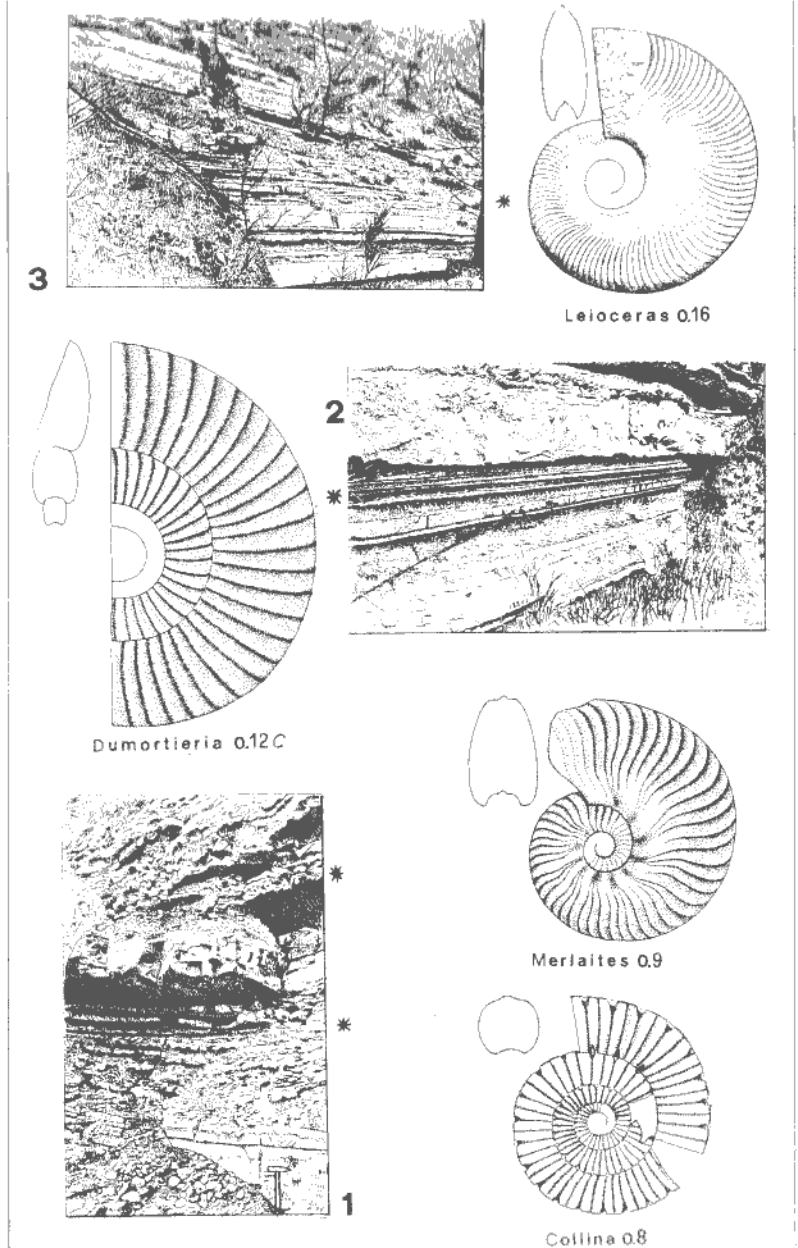 3
Leioceras 0.16
2
Dumortieria 0.12C
Merlaites 0.9
1
Collina 0.8